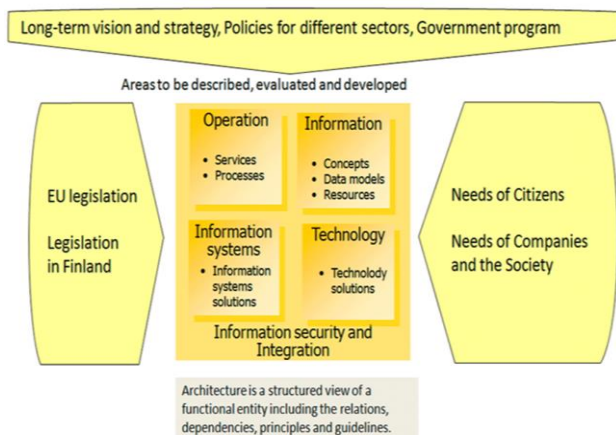 Long-term vision and strategy, Policies for different sectors, Government program
Areas to be described, evaluated and developed
EU legislation
Legislation
in Finland
Operation
• Services
• Processes
Information
• Concepts
• Data models
• Resources
Information
systems
• Information
systems
solutions
Technology
• Technolody
solutions
Information security and
Integration
Needs of Citizens
Needs of Companies
and the Society
Architecture is a structured view of a
functional entity including the relations,
dependencies, principles and guidelines.